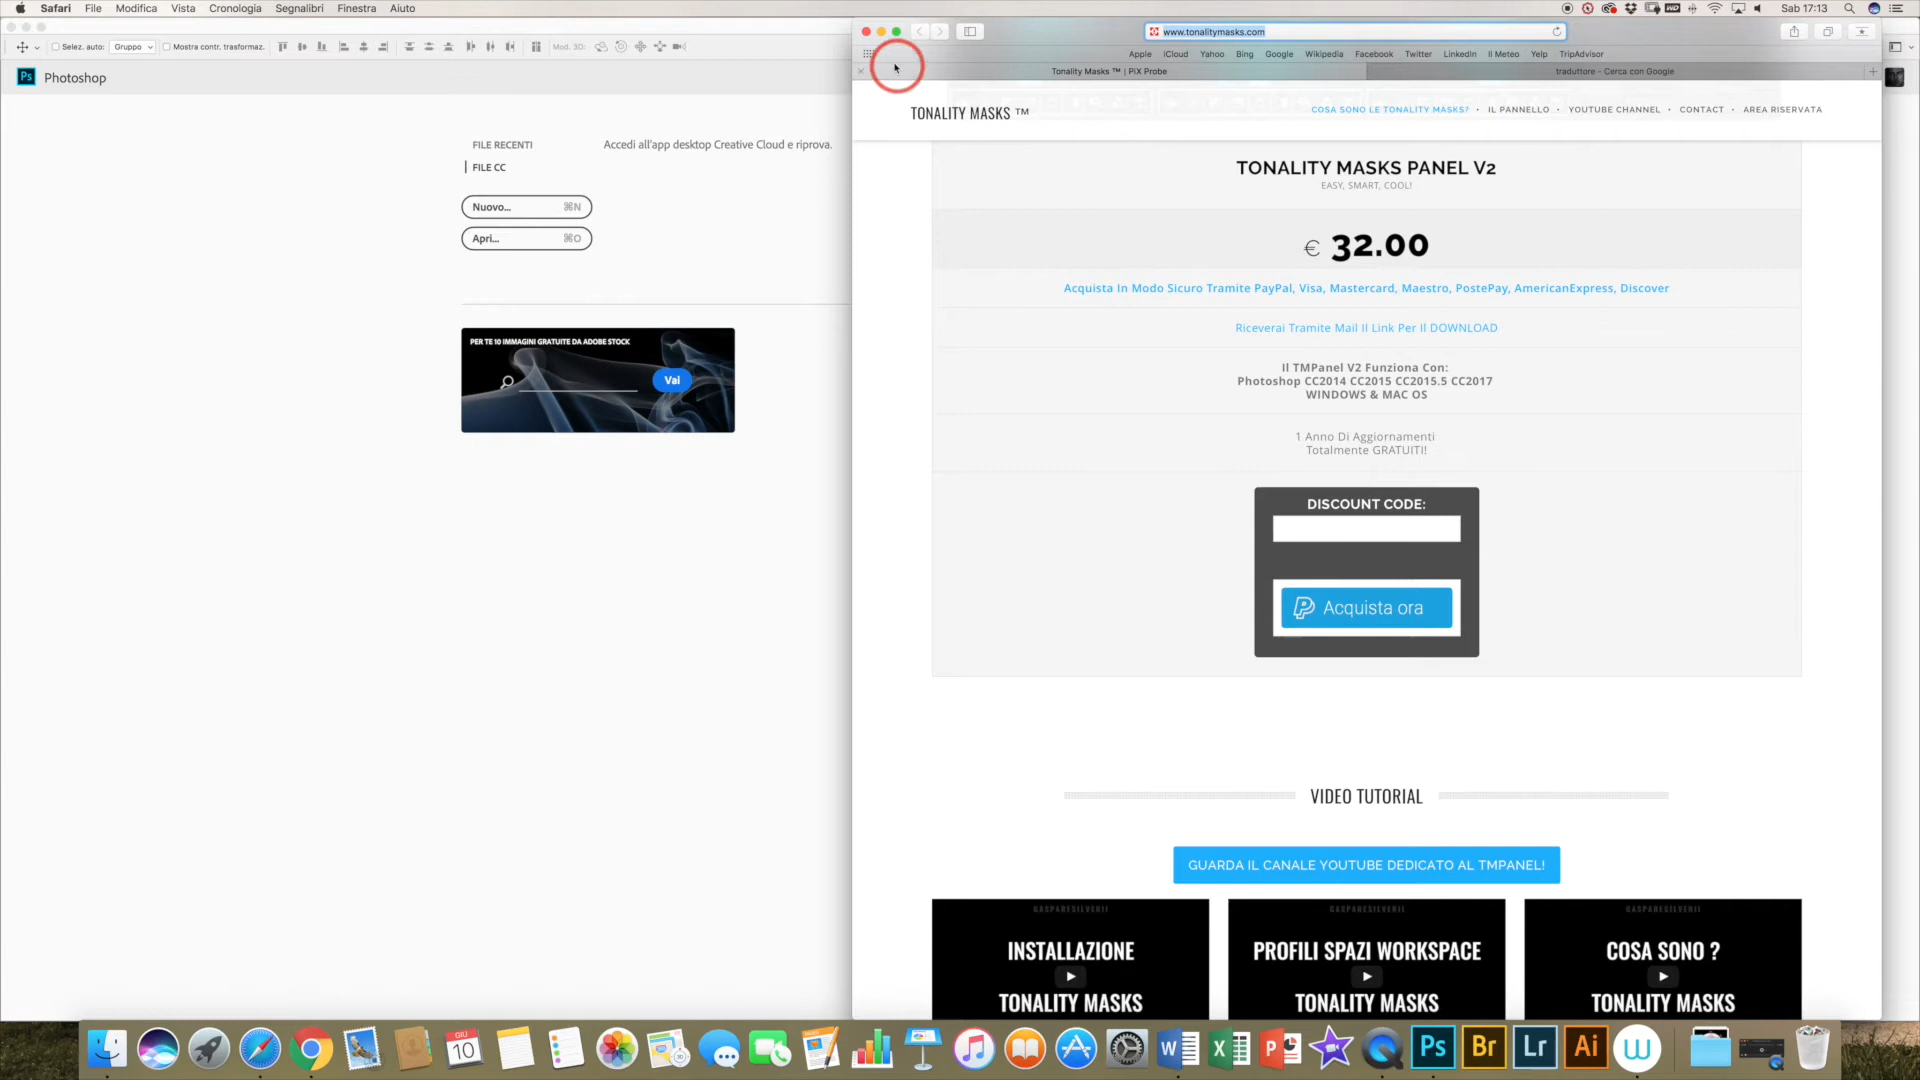 Safari File Modifica Vista Cronologia Segnalibri Finestra Aiuto
Sab 17:13
Selez. auto: Gruppo Mostra contr. trasformaz. Mod. 3D:
Ps Photoshop
FILE RECENTI
FILE CC
Accedi all'app desktop Creative Cloud e riprova.
Nuovo... ⌘N
Apri... ⌘O
PER TE 10 IMMAGINI GRATUITE DA ADOBE STOCK
Vai
www.tonalitymasks.com
Apple iCloud Yahoo Bing Google Wikipedia Facebook Twitter LinkedIn Il Meteo Yelp TripAdvisor
Tonality Masks ™ | PiX Probe
traduttore - Cerca con Google
TONALITY MASKS ™
COSA SONO LE TONALITY MASKS? • IL PANNELLO • YOUTUBE CHANNEL • CONTACT • AREA RISERVATA
TONALITY MASKS PANEL V2
EASY, SMART, COOL!
€ 32.00
Acquista In Modo Sicuro Tramite PayPal, Visa, Mastercard, Maestro, PostePay, AmericanExpress, Discover
Riceverai Tramite Mail Il Link Per Il DOWNLOAD
Il TMPanel V2 Funziona Con:
Photoshop CC2014 CC2015 CC2015.5 CC2017
WINDOWS & MAC OS
1 Anno Di Aggiornamenti
Totalmente GRATUITI!
DISCOUNT CODE:
Acquista ora
VIDEO TUTORIAL
GUARDA IL CANALE YOUTUBE DEDICATO AL TMPANEL!
GASPARESILVERII
INSTALLAZIONE
TONALITY MASKS
GASPARESILVERII
PROFILI SPAZI WORKSPACE
TONALITY MASKS
GASPARESILVERII
COSA SONO ?
TONALITY MASKS
GIU
10
W X P Ps Br Lr Ai